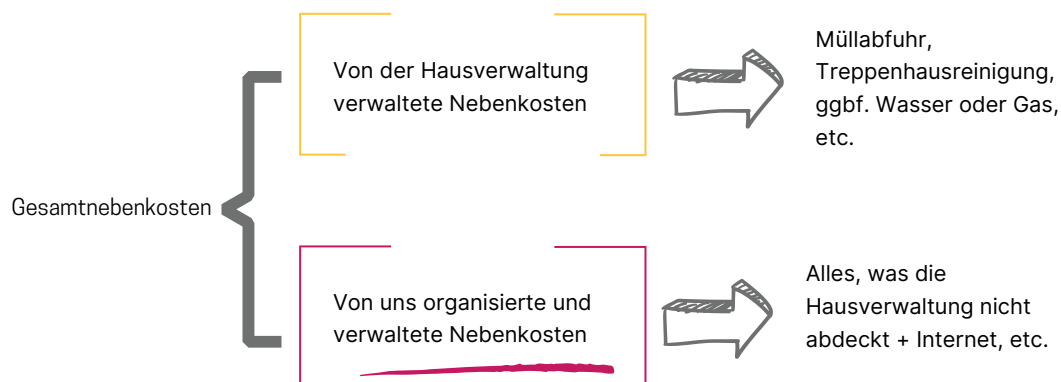 Von der Hausverwaltung
verwaltete Nebenkosten
Müllabfuhr,
Treppenhausreinigung,
ggbf. Wasser oder Gas,
etc.
Gesamtnebenkosten
Von uns organisierte und
verwaltete Nebenkosten
Alles, was die
Hausverwaltung nicht
abdeckt + Internet, etc.